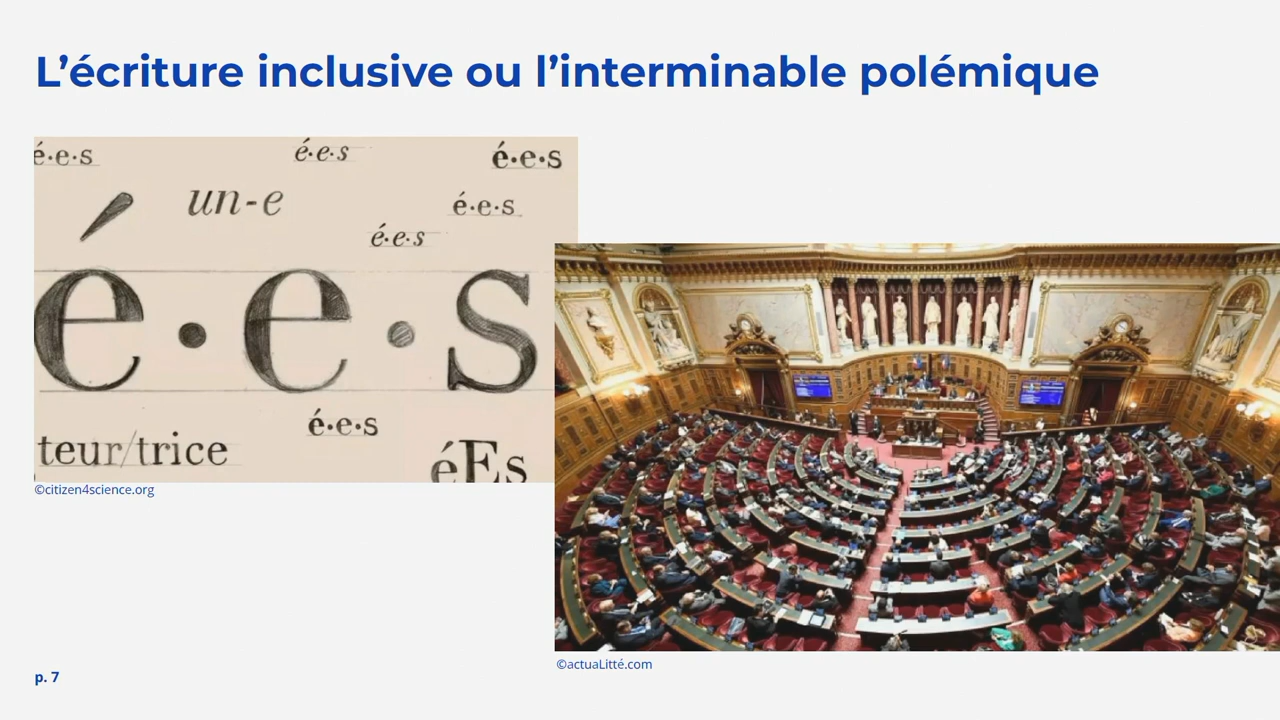 L’écriture inclusive ou l’interminable polémique
é·e·s
é·e·s
é·e·s
un-e
é·e·s
é·e·s
é·e·s
é·e·s
teur/trice
éEs
©citizen4science.org
©actuaLitté.com
p. 7